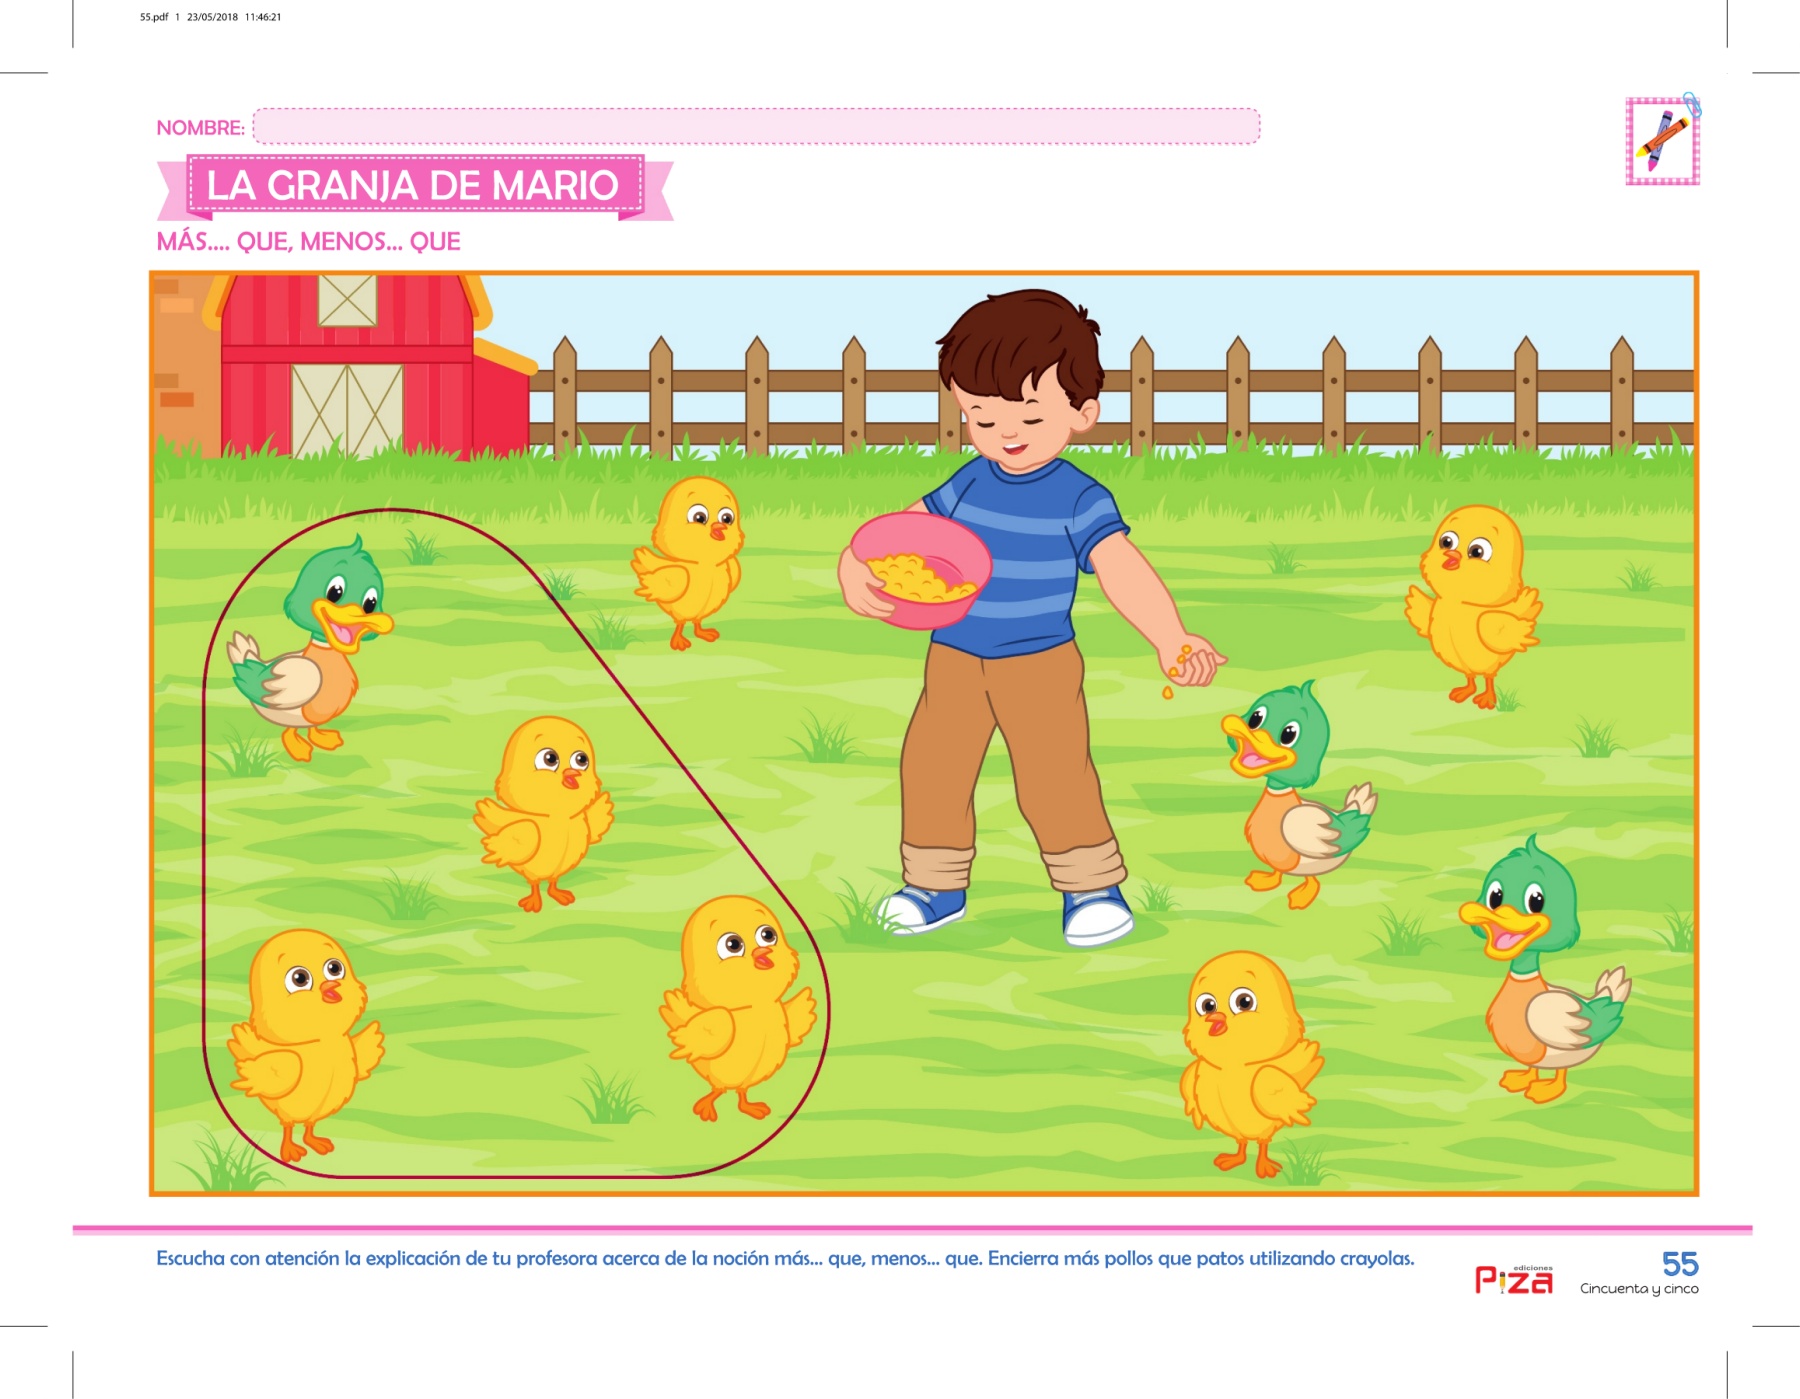 55.pdf 1 23/05/2018 11:46:21
NOMBRE:
LA GRANJA DE MARIO
MÁS.... QUE, MENOS... QUE
Escucha con atención la explicación de tu profesora acerca de la noción más... que, menos... que. Encierra más pollos que patos utilizando crayolas.
ediciones
Piza
55
Cincuenta y cinco